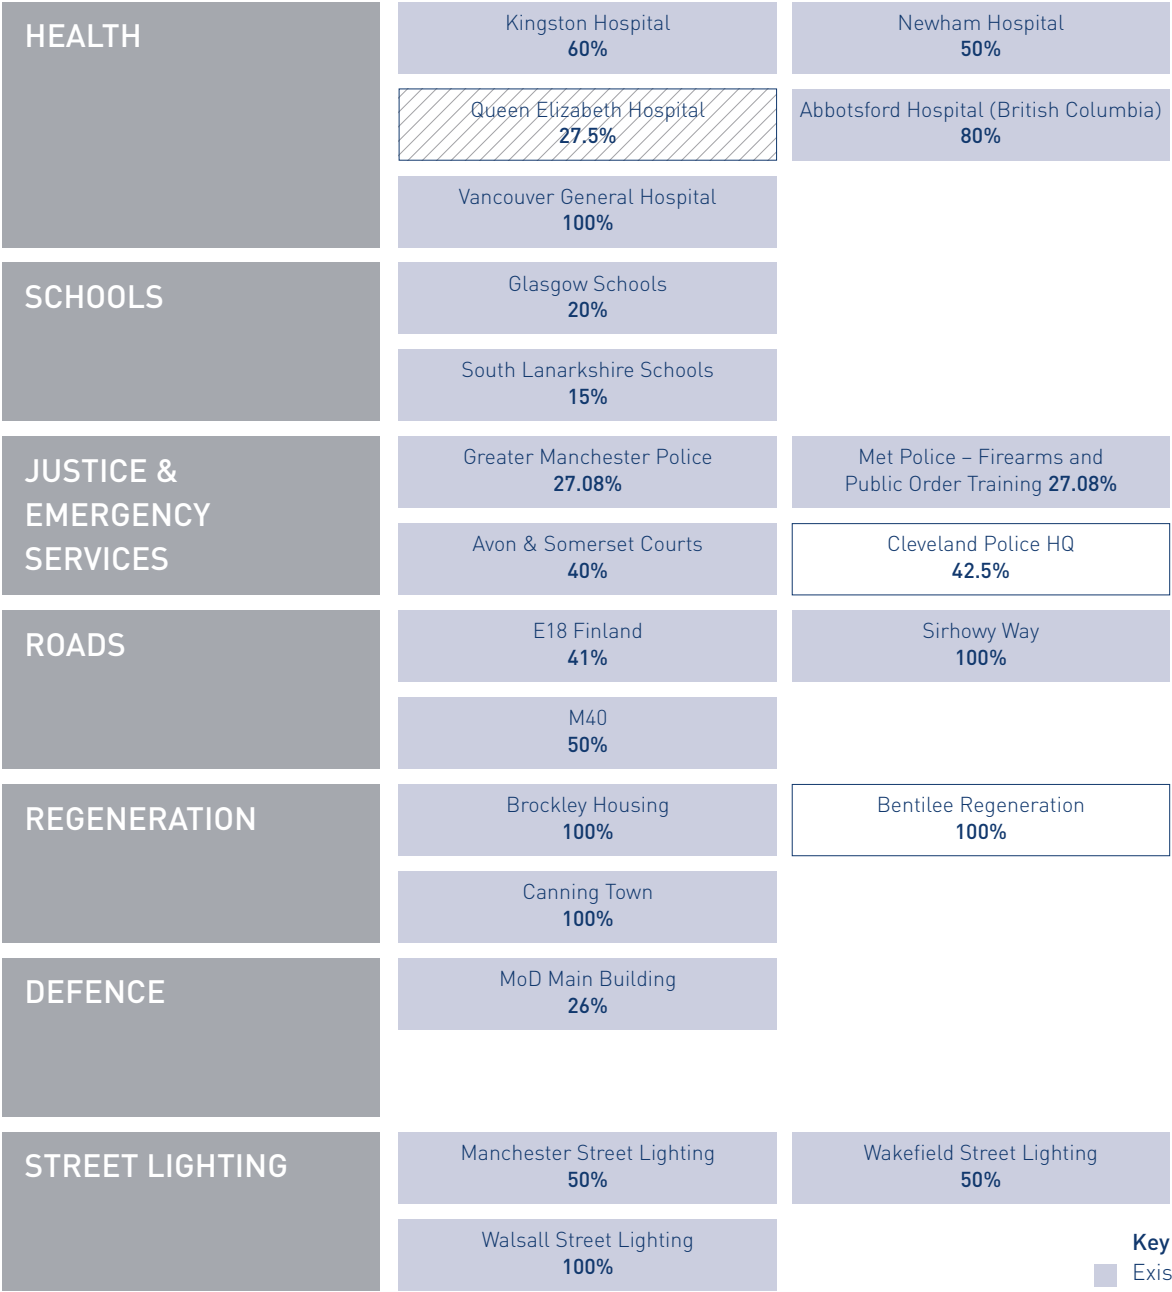 HEALTH
Kingston Hospital
60%
Newham Hospital
50%
Queen Elizabeth Hospital
27.5%
Abbotsford Hospital (British Columbia)
80%
Vancouver General Hospital
100%
SCHOOLS
Glasgow Schools
20%
South Lanarkshire Schools
15%
JUSTICE &
EMERGENCY
SERVICES
Greater Manchester Police
27.08%
Met Police – Firearms and
Public Order Training 27.08%
Avon & Somerset Courts
40%
Cleveland Police HQ
42.5%
ROADS
E18 Finland
41%
Sirhowy Way
100%
M40
50%
REGENERATION
Brockley Housing
100%
Bentilee Regeneration
100%
Canning Town
100%
DEFENCE
MoD Main Building
26%
STREET LIGHTING
Manchester Street Lighting
50%
Wakefield Street Lighting
50%
Walsall Street Lighting
100%
Key
Exis